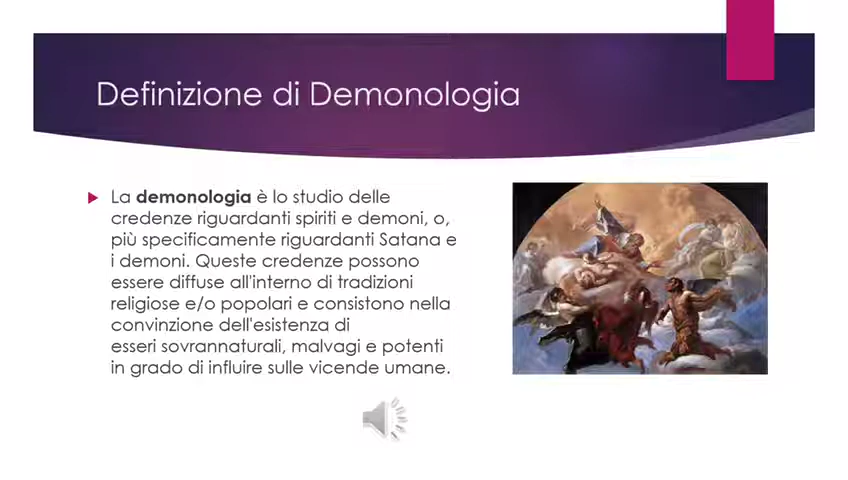 Definizione di Demonologia
La demonologia è lo studio delle
credenze riguardanti spiriti e demoni, o,
più specificamente riguardanti Satana e
i demoni. Queste credenze possono
essere diffuse all'interno di tradizioni
religiose e/o popolari e consistono nella
convinzione dell'esistenza di
esseri sovrannaturali, malvagi e potenti
in grado di influire sulle vicende umane.